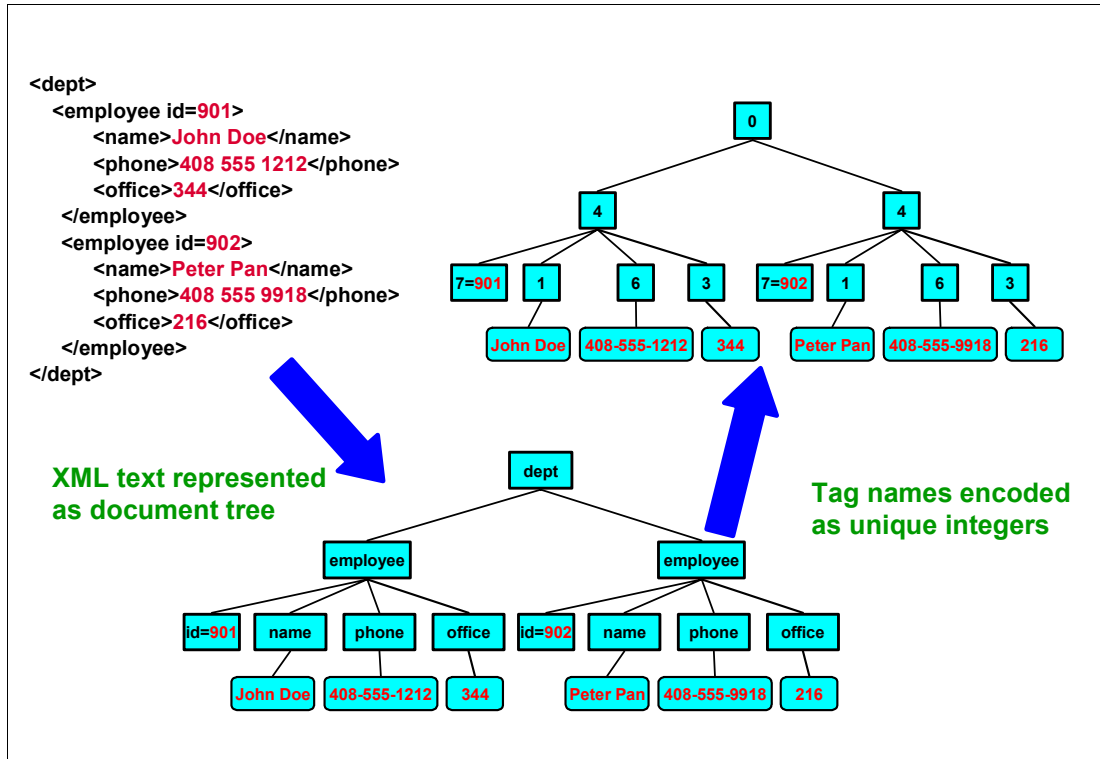 <dept>
<employee id=901>
<name>John Doe</name>
<phone>408 555 1212</phone>
<office>344</office>
</employee>
<employee id=902>
<name>Peter Pan</name>
<phone>408 555 9918</phone>
<office>216</office>
</employee>
</dept>
0
4 4
7=901 1 6 3 7=902 1 6 3
John Doe 408-555-1212 344 Peter Pan 408-555-9918 216
XML text represented
as document tree
Tag names encoded
as unique integers
dept
employee employee
id=901 name phone office id=902 name phone office
John Doe 408-555-1212 344 Peter Pan 408-555-9918 216